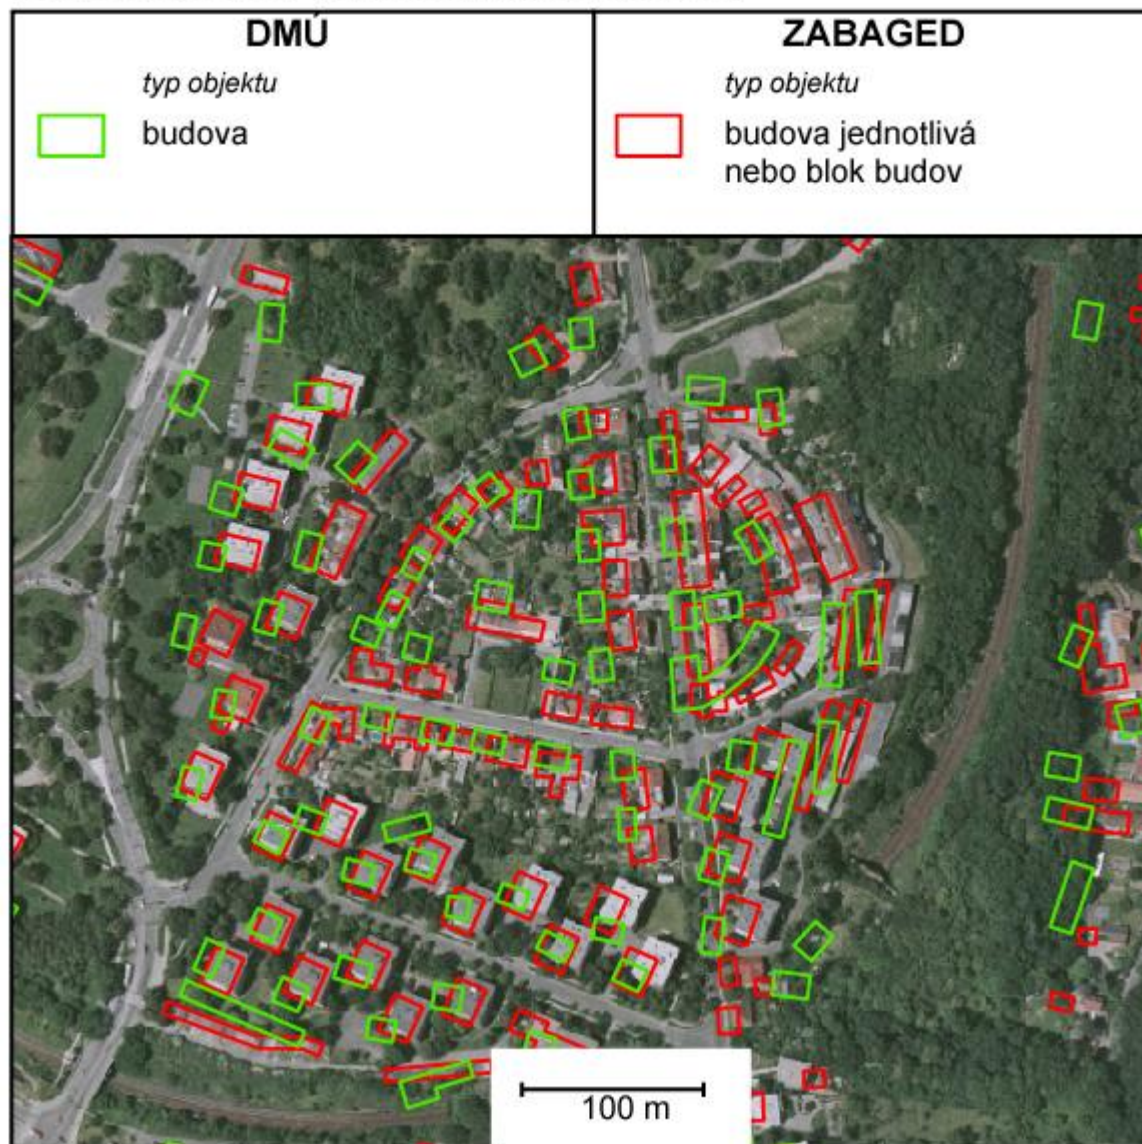 DMÚ
typ objektu
budova
ZABAGED
typ objektu
budova jednotlivá
nebo blok budov
100 m